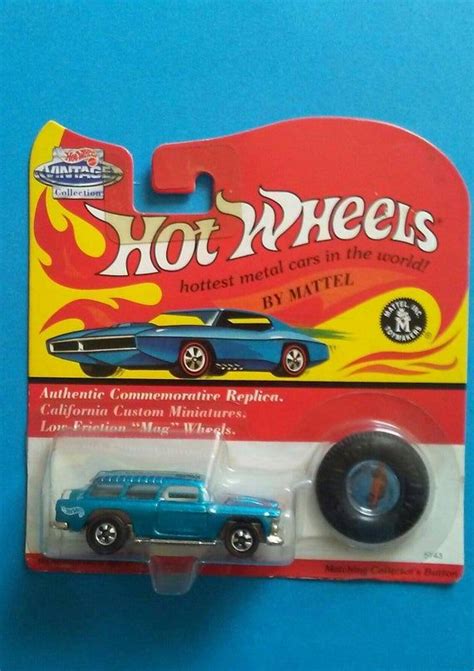 Hot Wheels
VINTAGE
Collection
Hot Wheels
hottest metal cars in the world!
BY MATTEL
MATTEL, INC.
M
TOYMAKERS
Authentic Commemorative Replica.
California Custom Miniatures.
Low Friction "Mag" Wheels.
Matching Collector's Button